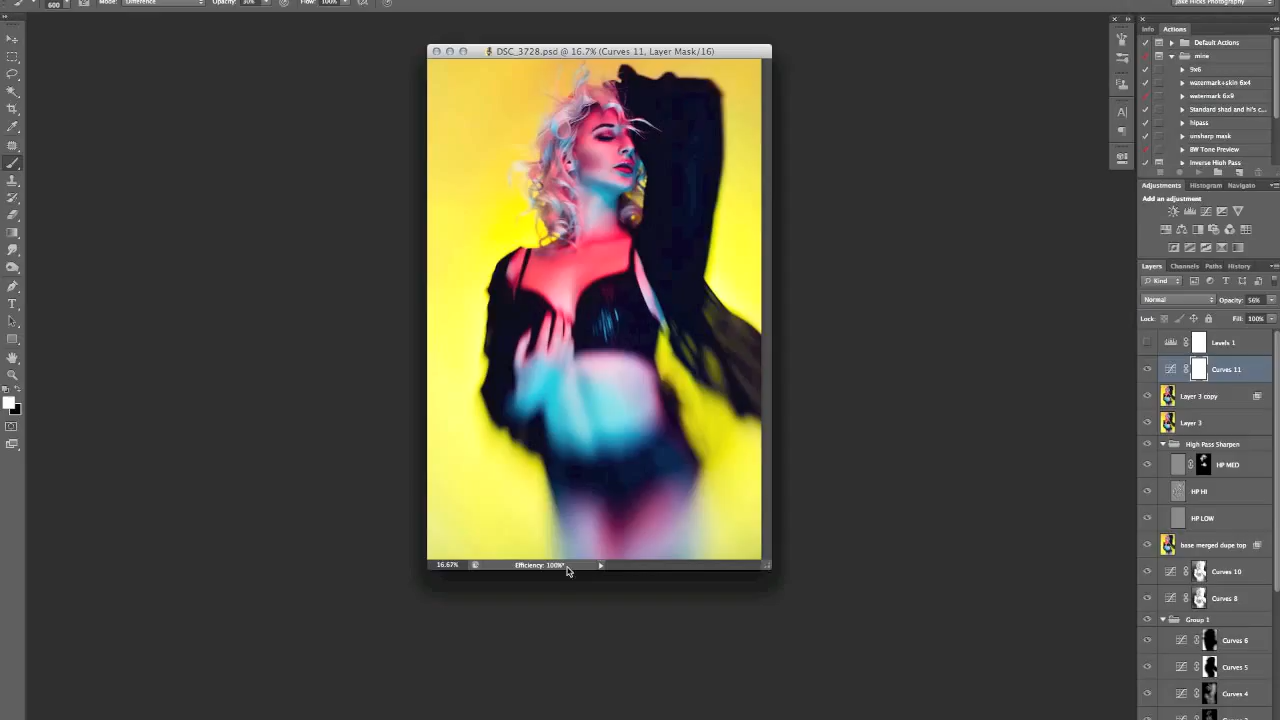 600
Mode:
Difference
Opacity: 30%
Flow: 100%
Jake Hicks Photography
DSC_3728.psd @ 16.7% (Curves 11, Layer Mask/16)
16.67%
Efficiency: 100%*
Info
Actions
Default Actions
mine
9x6
watermark+skin 6x4
watermark 6x9
Standard shad and hi's c...
hipass
unsharp mask
BW Tone Preview
Inverse High Pass
Adjustments
Histogram
Navigate
Add an adjustment
Layers
Channels
Paths
History
Kind
Normal
Opacity: 56%
Lock:
Fill: 100%
Levels 1
Curves 11
Layer 3 copy
Layer 3
High Pass Sharpen
HP MED
HP HI
HP LOW
base merged dupe top
Curves 10
Curves 8
Group 1
Curves 6
Curves 5
Curves 4